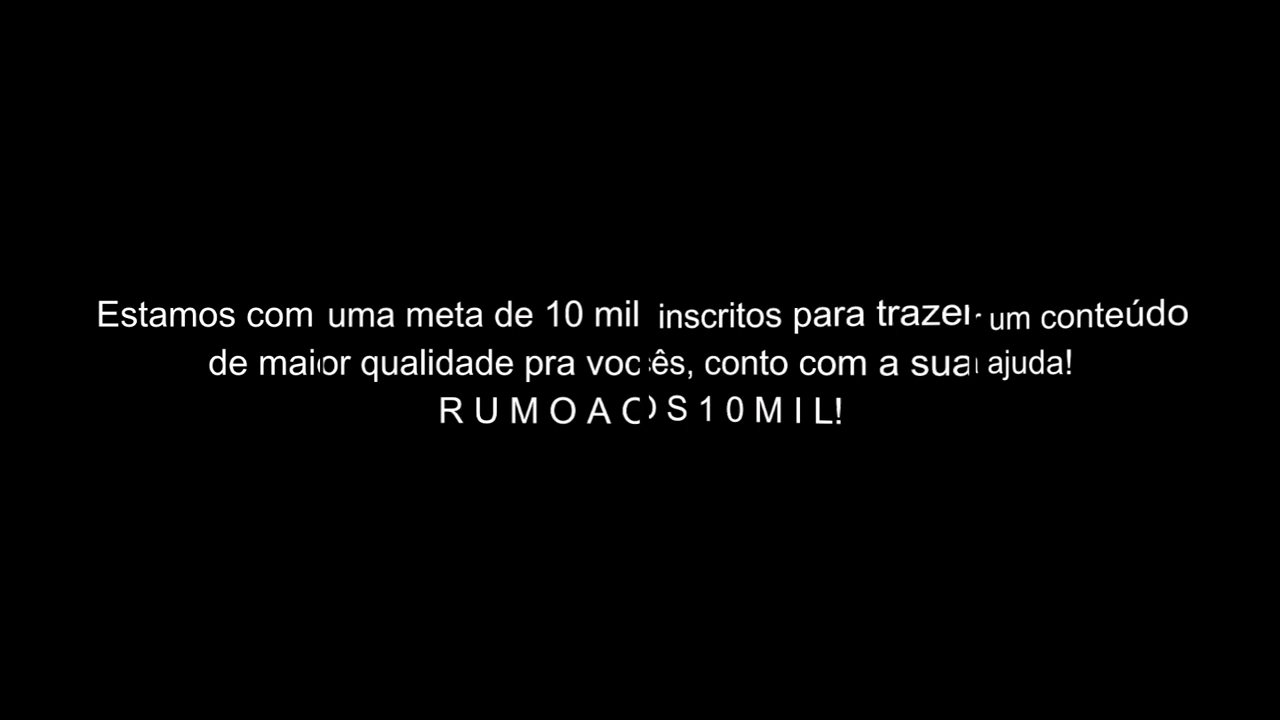 Estamos com uma meta de 10 mil inscritos para trazer um conteúdo
de maior qualidade pra vocês, conto com a sua ajuda!
R U M O A O S 1 0 M I L!